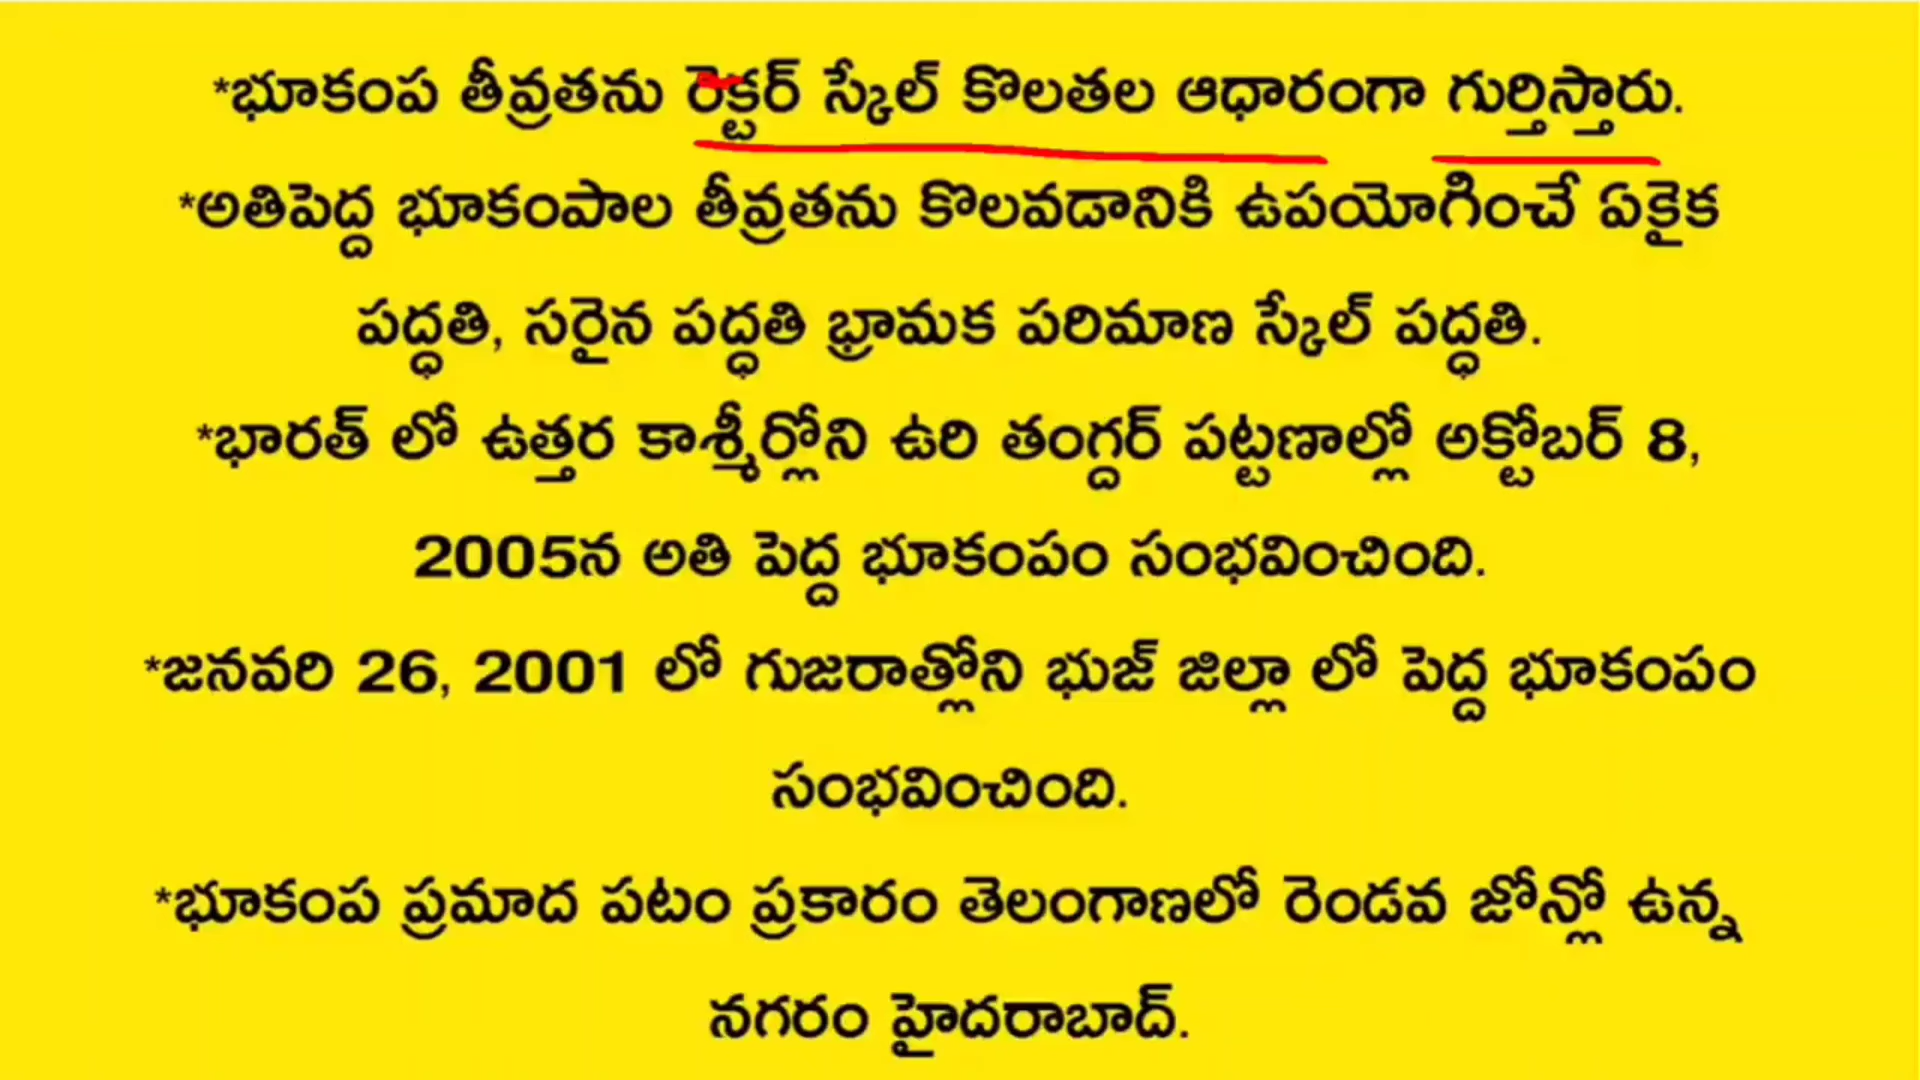 *భూకంప తీవ్రతను రెక్టర్ స్కేల్ కొలతల ఆధారంగా గుర్తిస్తారు.
*అతిపెద్ద భూకంపాల తీవ్రతను కొలవడానికి ఉపయోగించే ఏకైక
పద్ధతి, సరైన పద్ధతి భ్రామక పరిమాణ స్కేల్ పద్ధతి.
*భారత్ లో ఉత్తర కాశ్మీర్లోని ఉరి తంగ్దర్ పట్టణాల్లో అక్టోబర్ 8,
2005న అతి పెద్ద భూకంపం సంభవించింది.
*జనవరి 26, 2001 లో గుజరాత్లోని భుజ్ జిల్లా లో పెద్ద భూకంపం
సంభవించింది.
*భూకంప ప్రమాద పటం ప్రకారం తెలంగాణలో రెండవ జోన్లో ఉన్న
నగరం హైదరాబాద్.